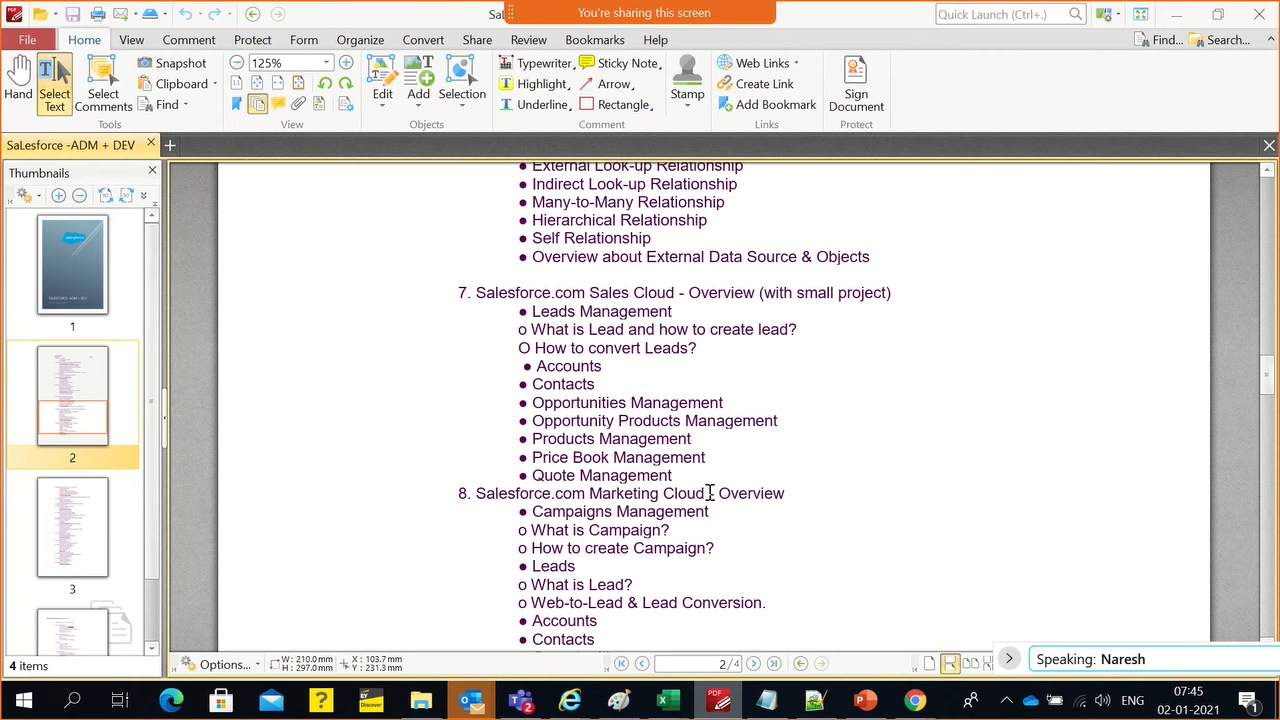 Sal
You're sharing this screen
Quick Launch (Ctrl+.)
File
Home
View
Comment
Protect
Form
Organize
Convert
Share
Review
Bookmarks
Help
Find...
Search...
Hand
Select Text
Select Comments
Snapshot
Clipboard
Find
Tools
125%
View
Edit
Add
Selection
Objects
Typewriter
Sticky Note
Highlight
Arrow
Underline
Rectangle
Stamp
Comment
Web Links
Create Link
Add Bookmark
Links
Sign Document
Protect
SaLesforce -ADM + DEV
Thumbnails
1
2
3
4 items
● External Look-up Relationship
● Indirect Look-up Relationship
● Many-to-Many Relationship
● Hierarchical Relationship
● Self Relationship
● Overview about External Data Source & Objects
7. Salesforce.com Sales Cloud - Overview (with small project)
● Leads Management
o What is Lead and how to create lead?
O How to convert Leads?
● Accounts
● Contacts
● Opportunities Management
● Opportunity Products Management
● Products Management
● Price Book Management
● Quote Management
8. Salesforce.com Marketing Cloud Overview
● Campaigns Management
o What is Campaign?
o How to create Campaign?
● Leads
o What is Lead?
o Web-to-Lead & Lead Conversion.
● Accounts
● Contacts
Options...
W: 210.0mm
H: 297.0mm
X: 103.7mm
Y: 231.3mm
2/4
Speaking: Naresh
ENG
07:45
02-01-2021